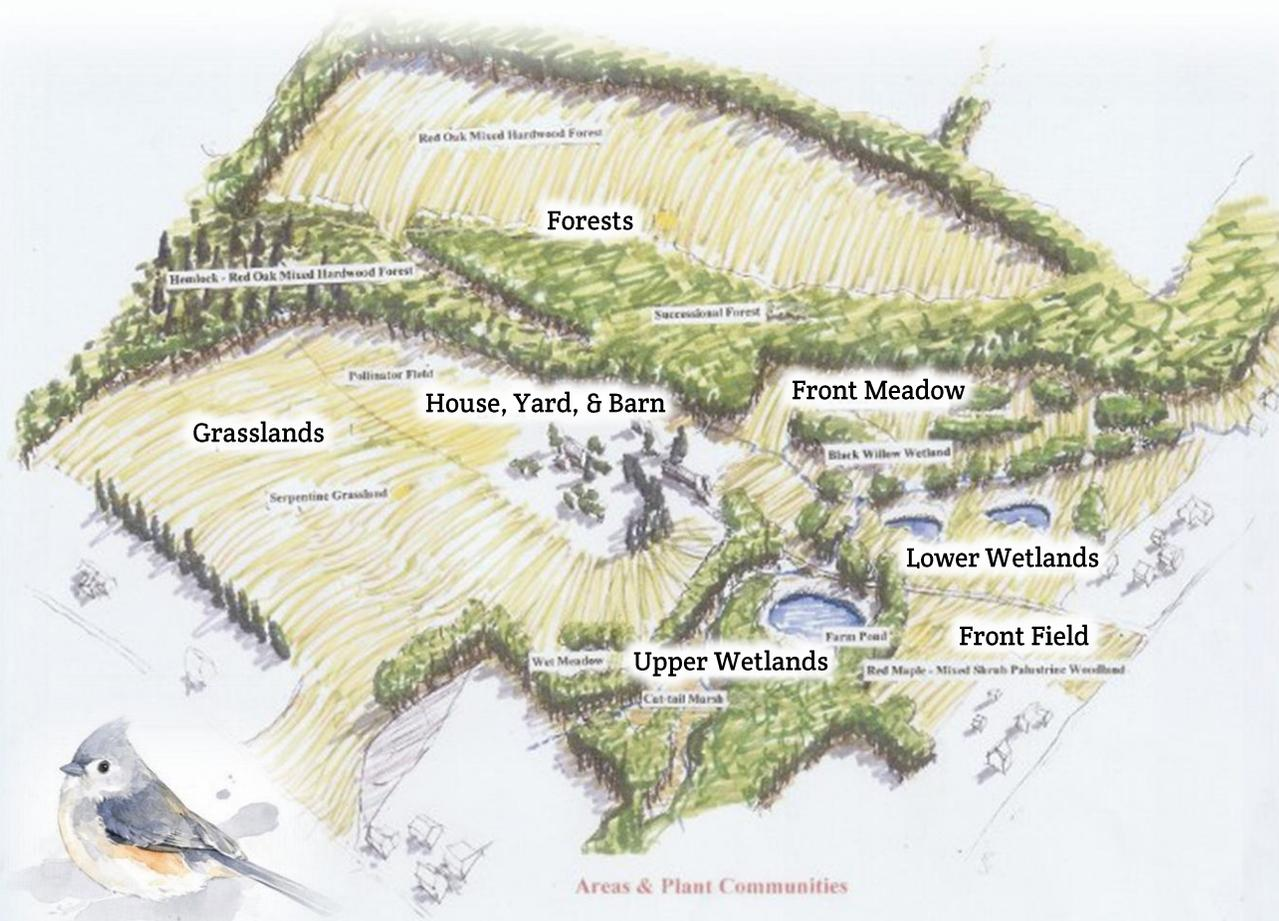 Red Oak Mixed Hardwood Forest
Forests
Hemlock - Red Oak Mixed Hardwood Forest
Successional Forest
Pollinator Field
House, Yard, & Barn
Front Meadow
Grasslands
Black Willow Wetland
Serpentine Grassland
Lower Wetlands
Farm Pond
Front Field
Wet Meadow
Upper Wetlands
Red Maple - Mixed Shrub Palustrine Woodland
Cat-tail Marsh
Areas & Plant Communities